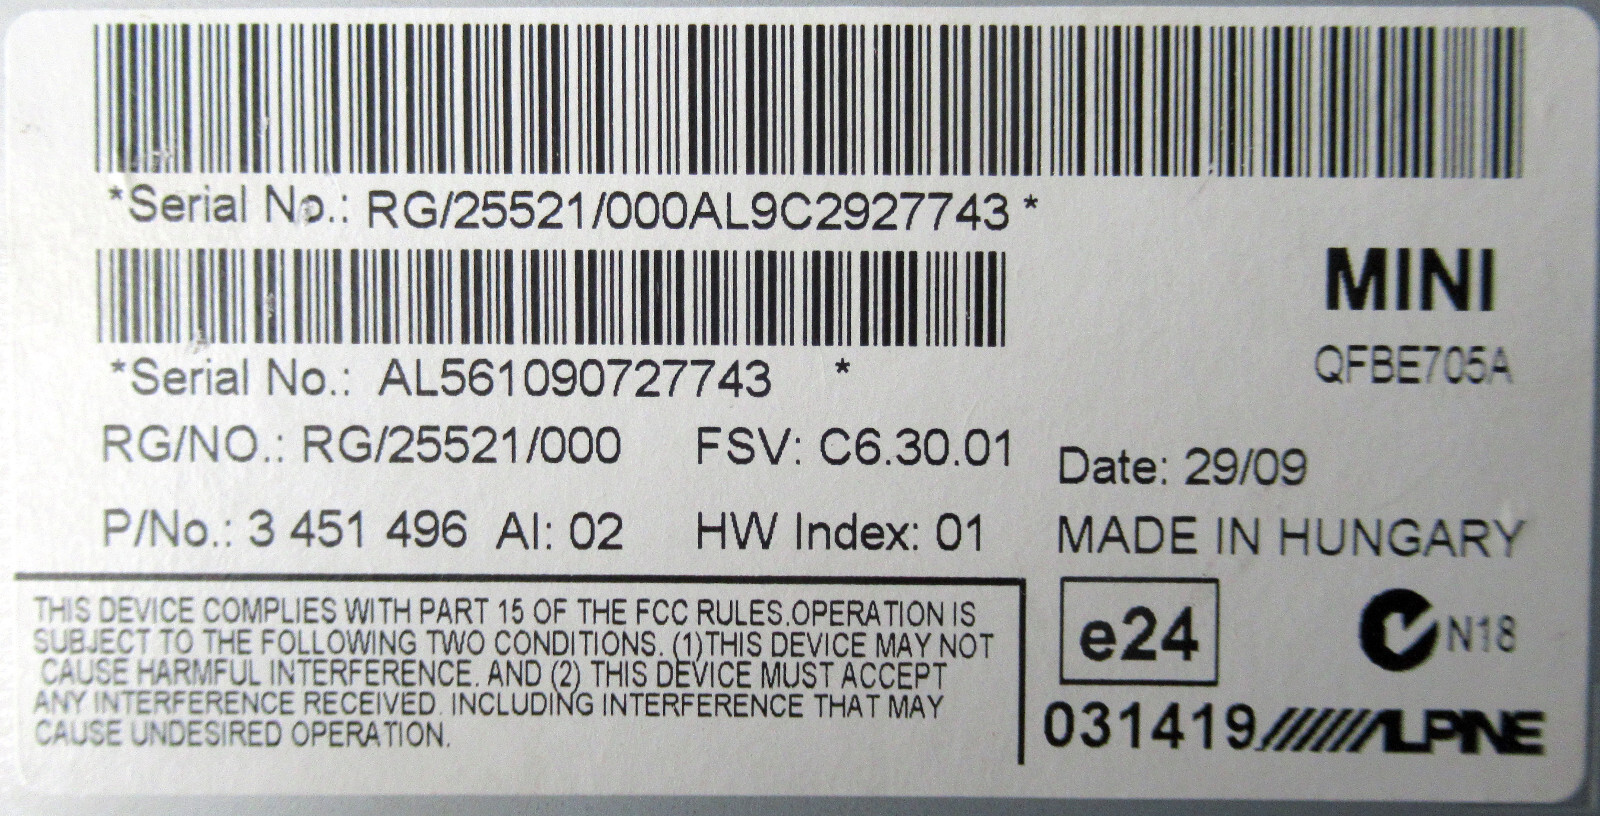 *Serial No.: RG/25521/000AL9C2927743*
*Serial No.: AL561090727743 *
MINI
QFBE705A
RG/NO.: RG/25521/000 FSV: C6.30.01
Date: 29/09
P/No.: 3 451 496 AI: 02 HW Index: 01
MADE IN HUNGARY
THIS DEVICE COMPLIES WITH PART 15 OF THE FCC RULES.OPERATION IS
SUBJECT TO THE FOLLOWING TWO CONDITIONS. (1)THIS DEVICE MAY NOT
CAUSE HARMFUL INTERFERENCE. AND (2) THIS DEVICE MUST ACCEPT
ANY INTERFERENCE RECEIVED. INCLUDING INTERFERENCE THAT MAY
CAUSE UNDESIRED OPERATION.
e24
N18
031419
ALPINE